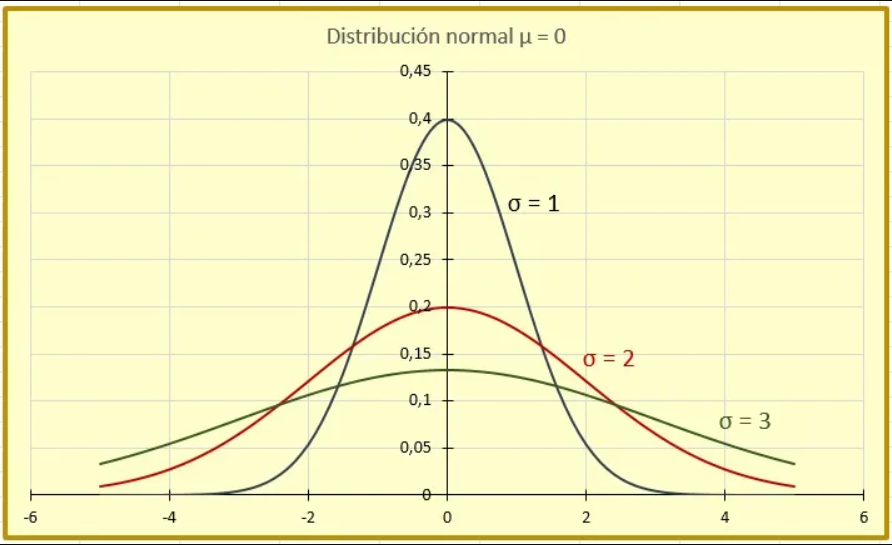 Distribución normal μ = 0
0,45
0,4
0,35
0,3
σ = 1
0,25
0,2
0,15
σ = 2
0,1
σ = 3
0,05
0
-6 -4 -2 0 2 4 6